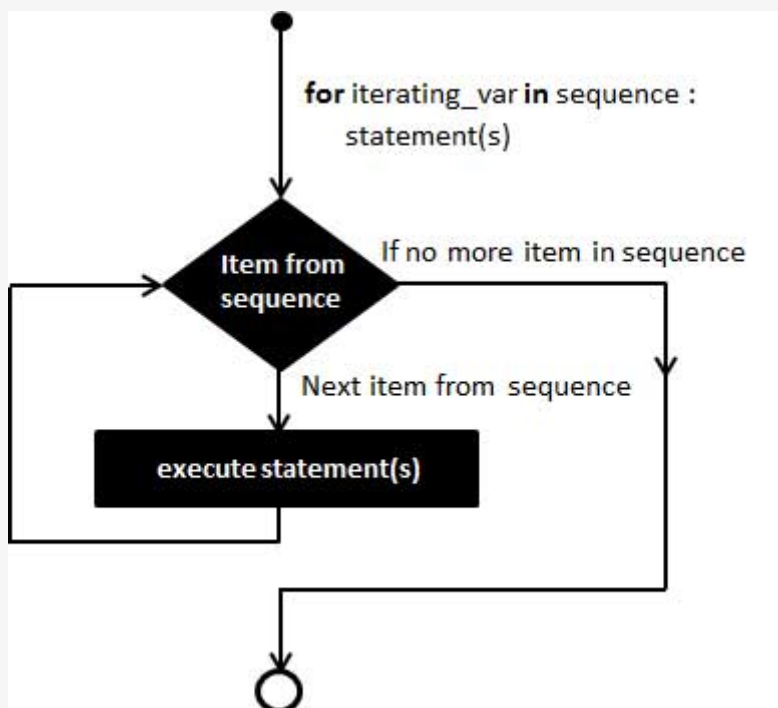 for iterating_var in sequence :
statement(s)
If no more item in sequence
Item from
sequence
Next item from sequence
execute statement(s)